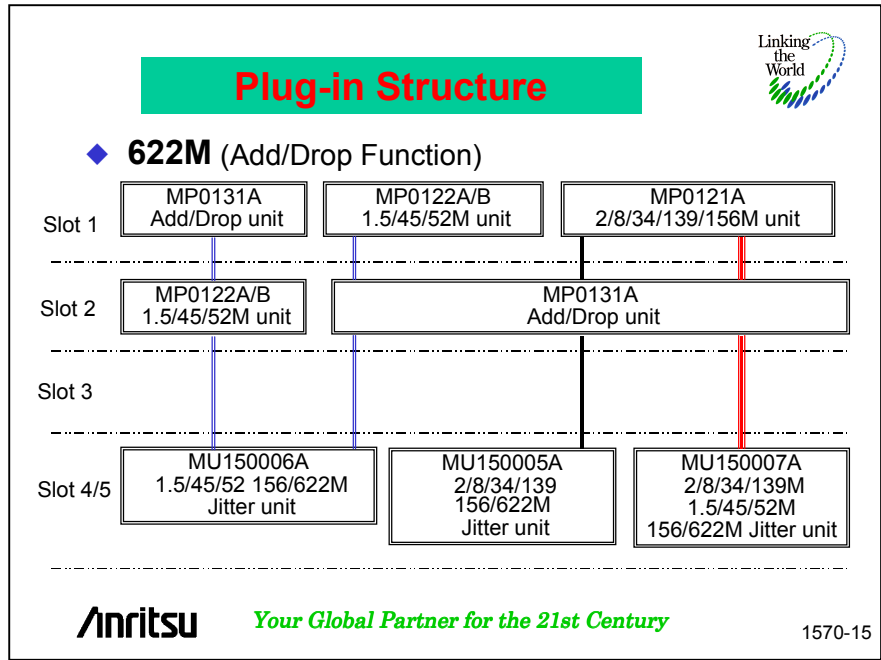 Linking
the
World
Plug-in Structure
622M (Add/Drop Function)
Slot 1
MP0131A
Add/Drop unit
MP0122A/B
1.5/45/52M unit
MP0121A
2/8/34/139/156M unit
Slot 2
MP0122A/B
1.5/45/52M unit
MP0131A
Add/Drop unit
Slot 3
Slot 4/5
MU150006A
1.5/45/52 156/622M
Jitter unit
MU150005A
2/8/34/139
156/622M
Jitter unit
MU150007A
2/8/34/139M
1.5/45/52M
156/622M Jitter unit
Anritsu
Your Global Partner for the 21st Century
1570-15